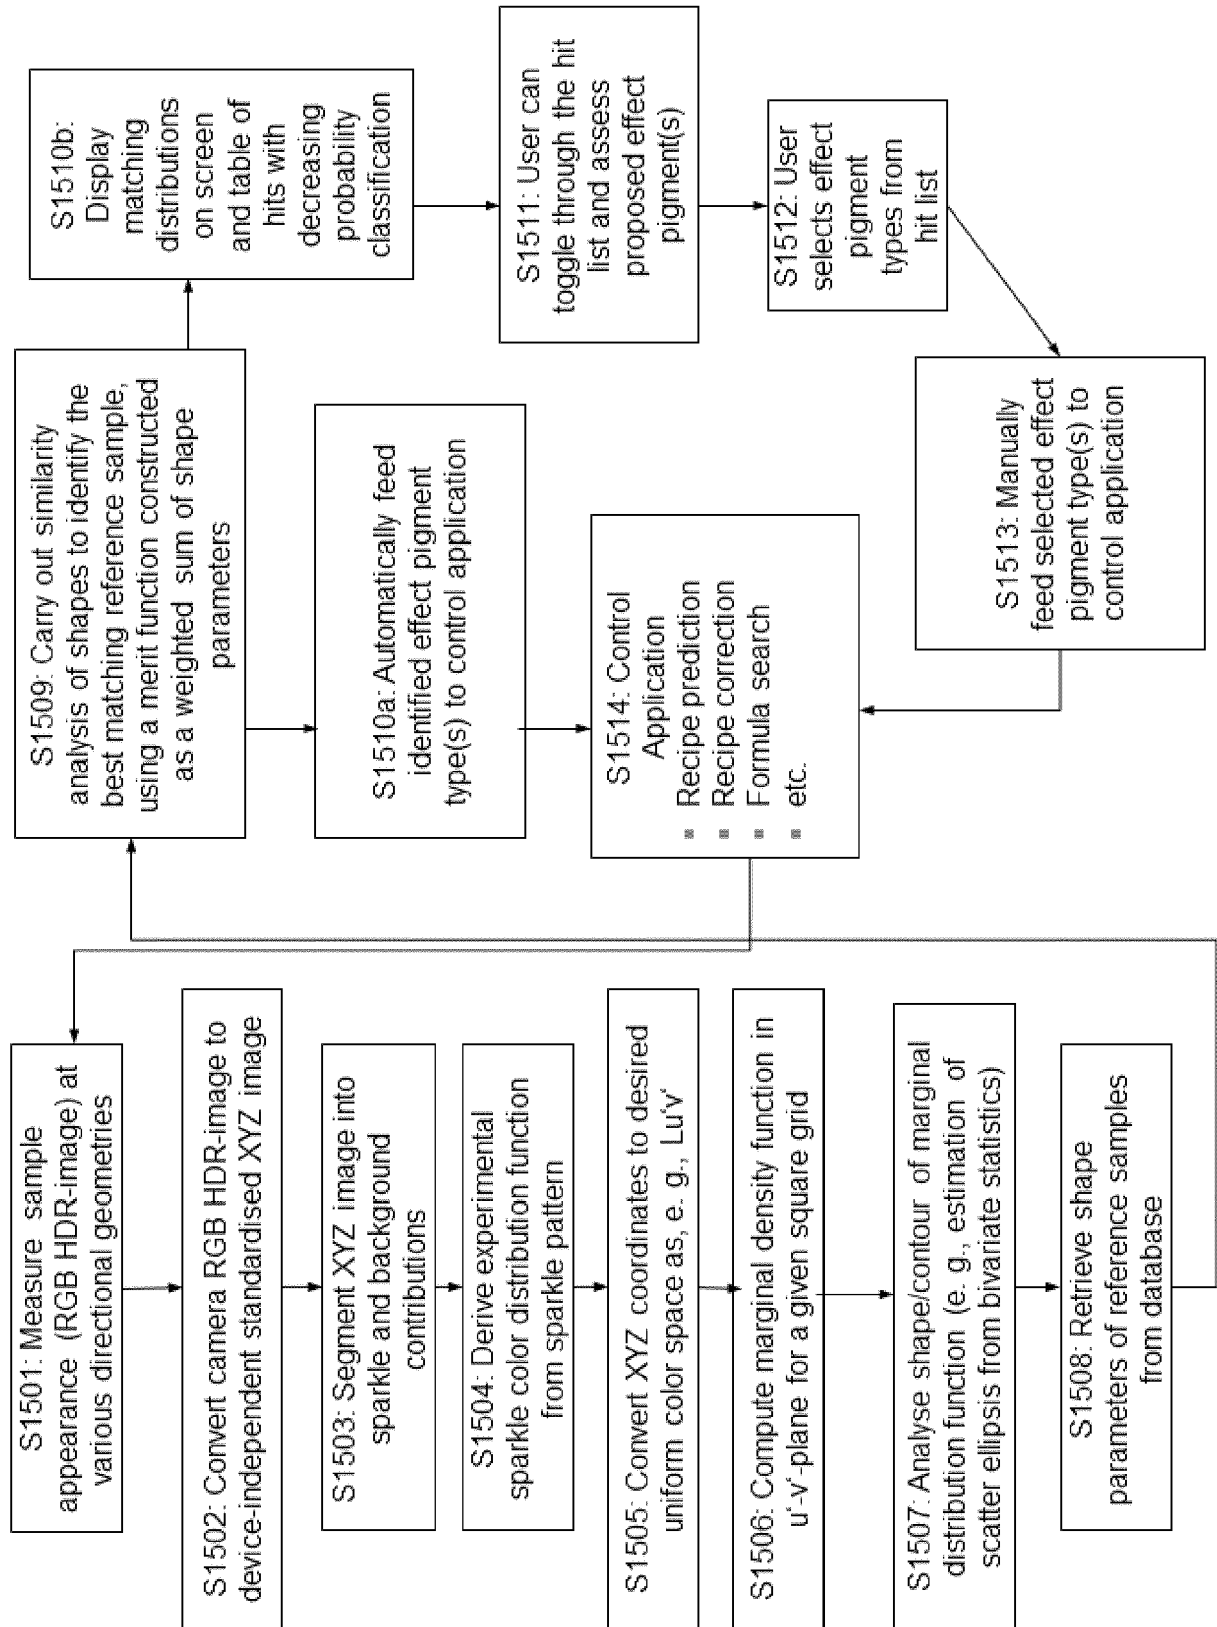 S1501: Measure sample
appearance (RGB HDR-image) at
various directional geometries
S1502: Convert camera RGB HDR-image to
device-independent standardised XYZ image
S1503: Segment XYZ image into
sparkle and background
contributions
S1504: Derive experimental
sparkle color distribution function
from sparkle pattern
S1505: Convert XYZ coordinates to desired
uniform color space as, e. g., Lu‘v‘
S1506: Compute marginal density function in
u‘-v‘-plane for a given square grid
S1507: Analyse shape/contour of marginal
distribution function (e. g., estimation of
scatter ellipsis from bivariate statistics)
S1508: Retrieve shape
parameters of reference samples
from database
S1509: Carry out similarity
analysis of shapes to identify the
best matching reference sample,
using a merit function constructed
as a weighted sum of shape
parameters
S1510a: Automatically feed
identified effect pigment
type(s) to control application
S1510b:
Display
matching
distributions
on screen
and table of
hits with
decreasing
probability
classification
S1511: User can
toggle through the hit
list and assess
proposed effect
pigment(s)
S1512: User
selects effect
pigment
types from
hit list
S1513: Manually
feed selected effect
pigment type(s) to
control application
S1514: Control
Application
▪ Recipe prediction
▪ Recipe correction
▪ Formula search
▪ etc.